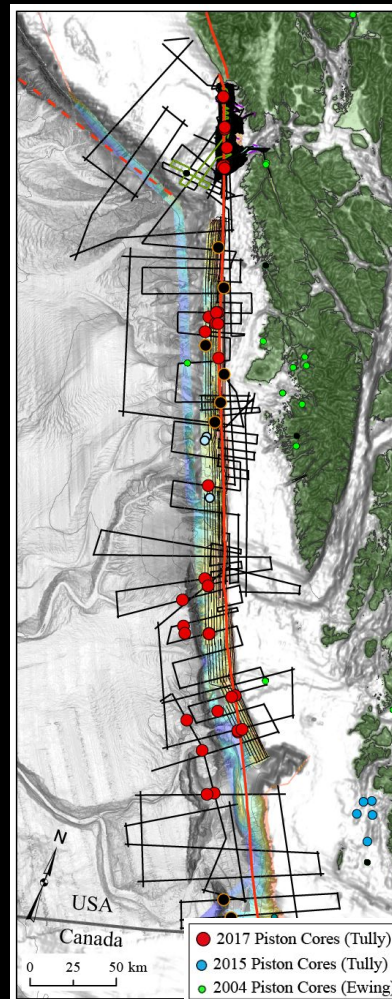 N
USA
Canada
0 25 50 km
2017 Piston Cores (Tully)
2015 Piston Cores (Tully)
2004 Piston Cores (Ewing